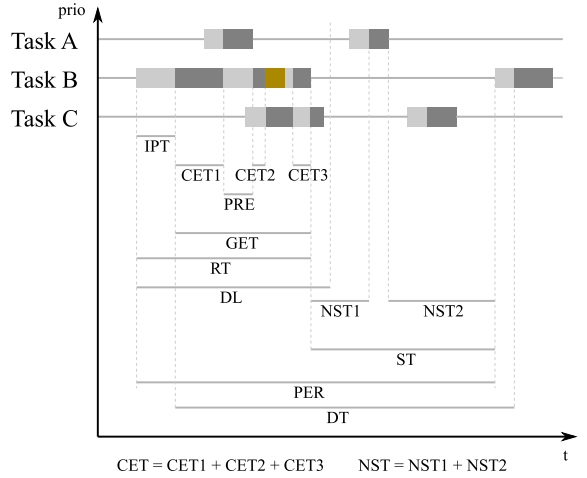 prio
Task A
Task B
Task C
IPT
CET1 CET2 CET3
PRE
GET
RT
DL
NST1 NST2
ST
PER
DT
t
CET = CET1 + CET2 + CET3 NST = NST1 + NST2